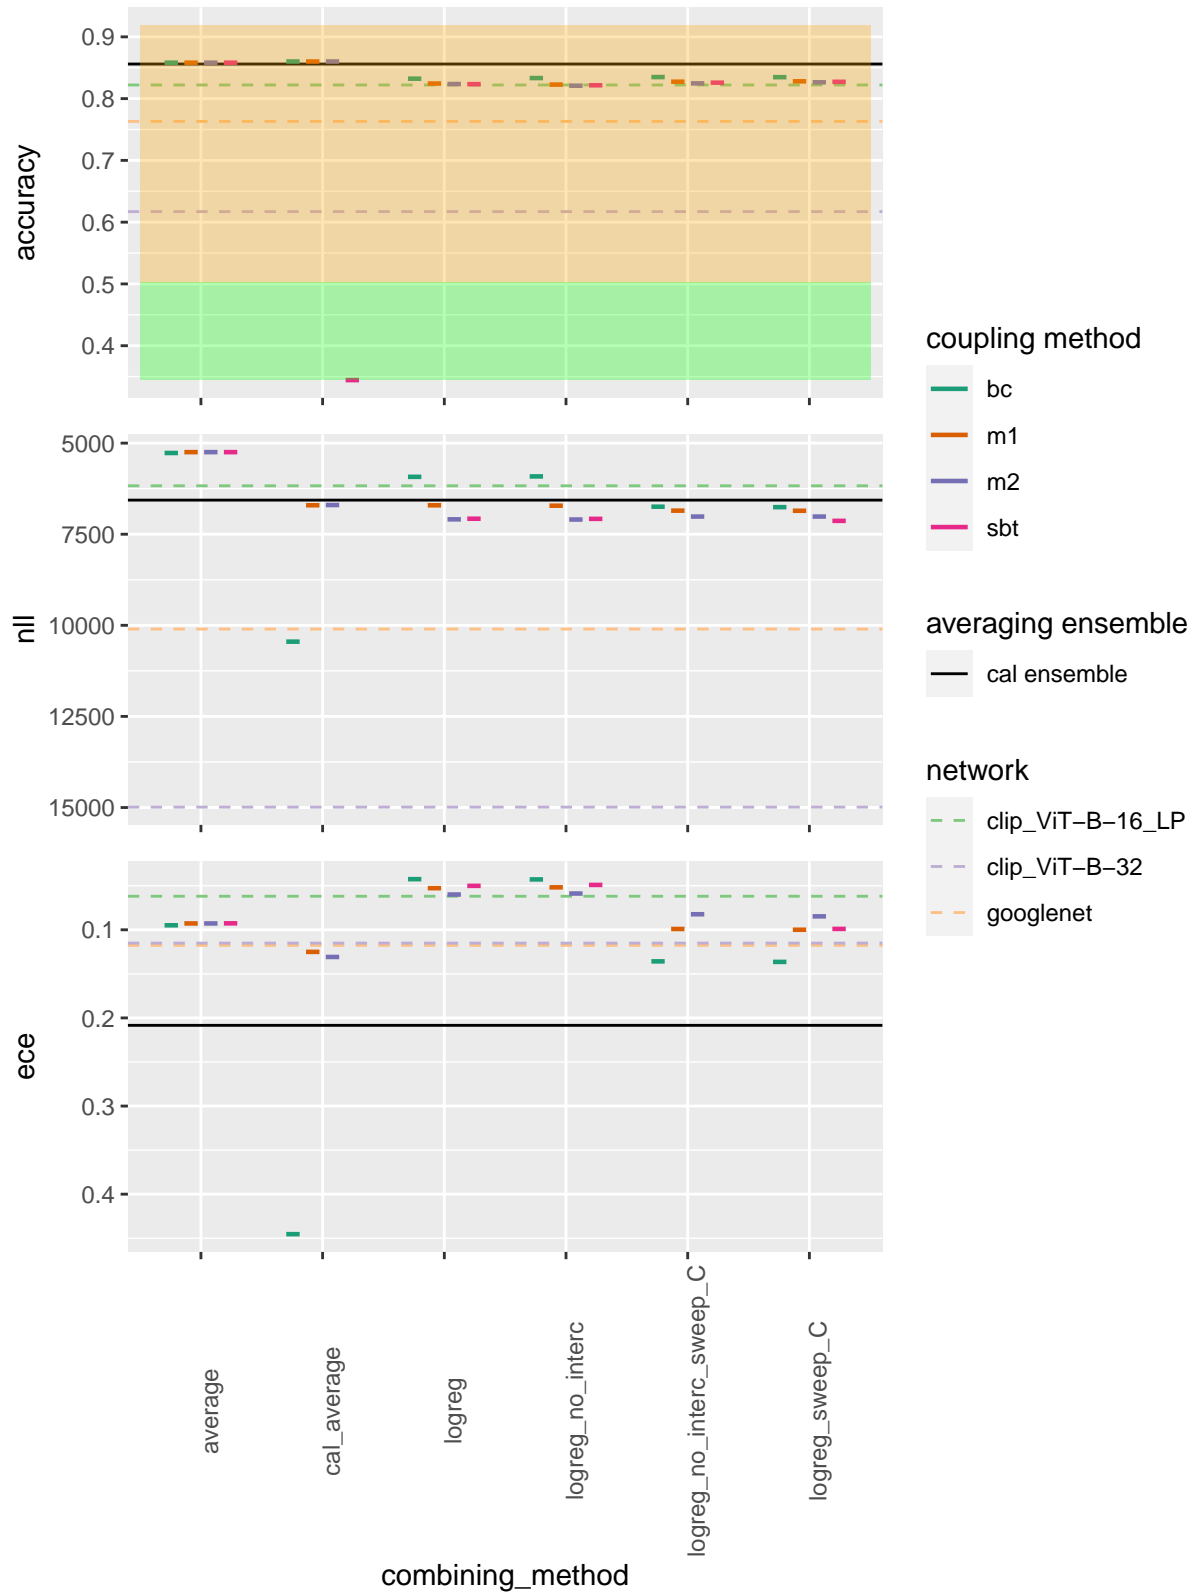 accuracy
0.9
0.8
0.7
0.6
0.5
0.4
nll
5000
7500
10000
12500
15000
ece
0.1
0.2
0.3
0.4
average
cal_average
logreg
logreg_no_interc
logreg_no_interc_sweep_C
logreg_sweep_C
combining_method
coupling method
bc
m1
m2
sbt
averaging ensemble
cal ensemble
network
clip_ViT−B−16_LP
clip_ViT−B−32
googlenet